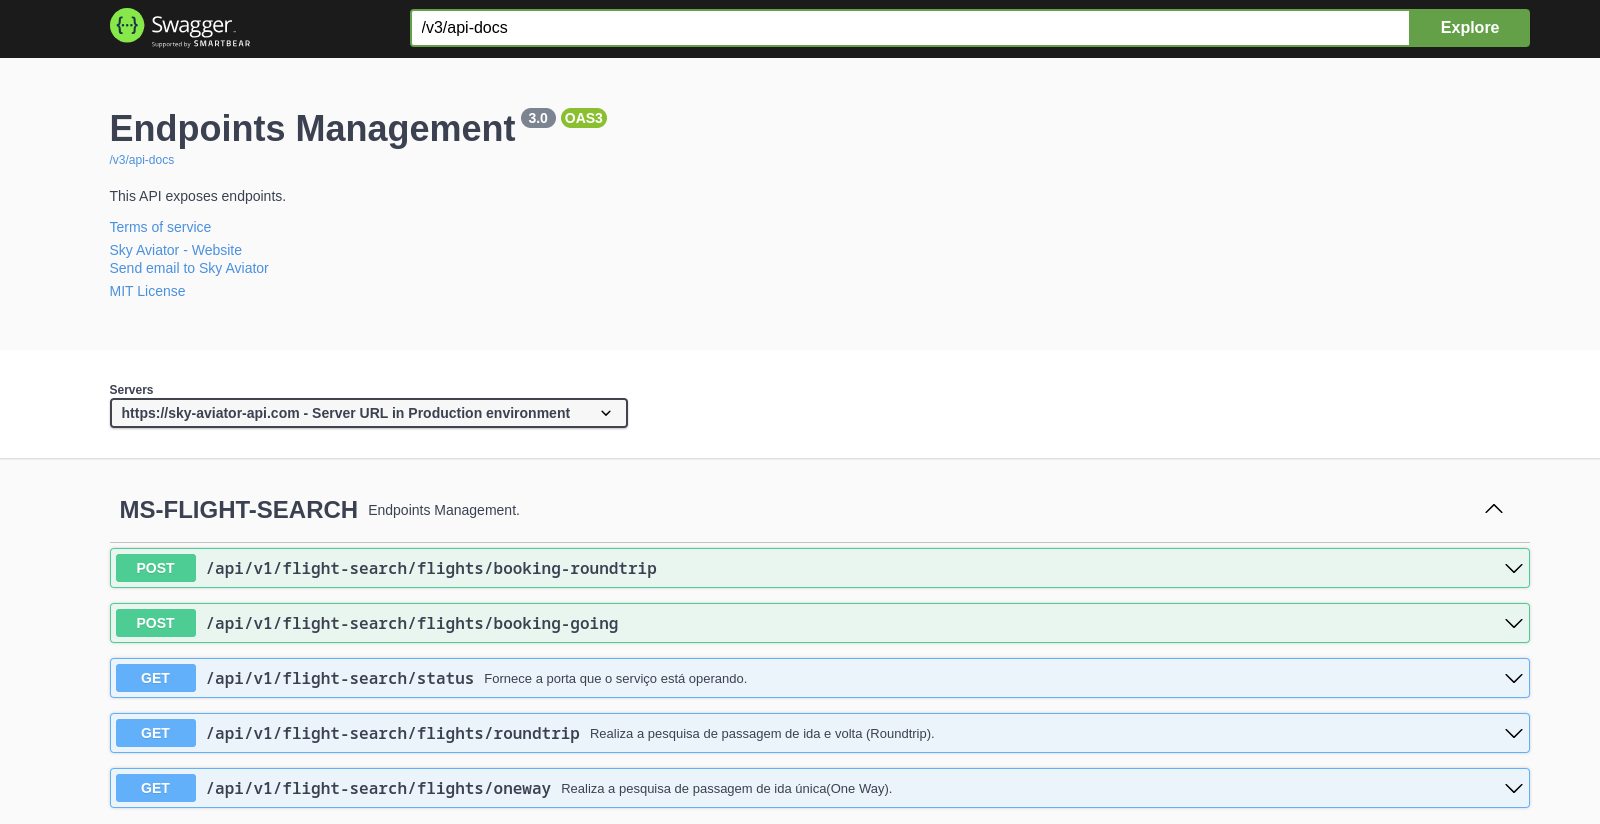 Swagger
Supported by SMARTBEAR
/v3/api-docs
Explore
Endpoints Management 3.0 OAS3
/v3/api-docs
This API exposes endpoints.
Terms of service
Sky Aviator - Website
Send email to Sky Aviator
MIT License
Servers
https://sky-aviator-api.com - Server URL in Production environment
MS-FLIGHT-SEARCH Endpoints Management.
POST /api/v1/flight-search/flights/booking-roundtrip
POST /api/v1/flight-search/flights/booking-going
GET /api/v1/flight-search/status Fornece a porta que o serviço está operando.
GET /api/v1/flight-search/flights/roundtrip Realiza a pesquisa de passagem de ida e volta (Roundtrip).
GET /api/v1/flight-search/flights/oneway Realiza a pesquisa de passagem de ida única(One Way).